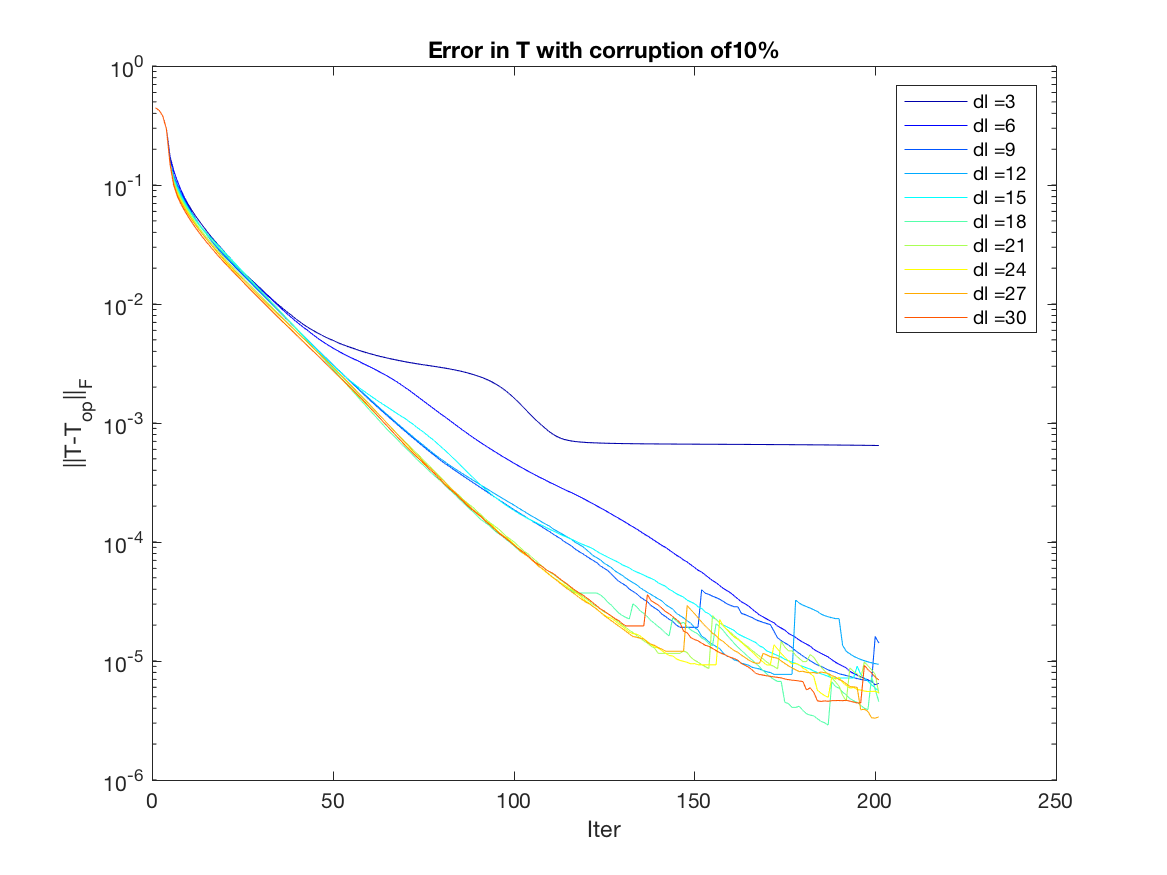 Error in T with corruption of10%
10^0
10^-1
10^-2
10^-3
10^-4
10^-5
10^-6
||T-T_op||_F
0 50 100 150 200 250
Iter
dl =3
dl =6
dl =9
dl =12
dl =15
dl =18
dl =21
dl =24
dl =27
dl =30